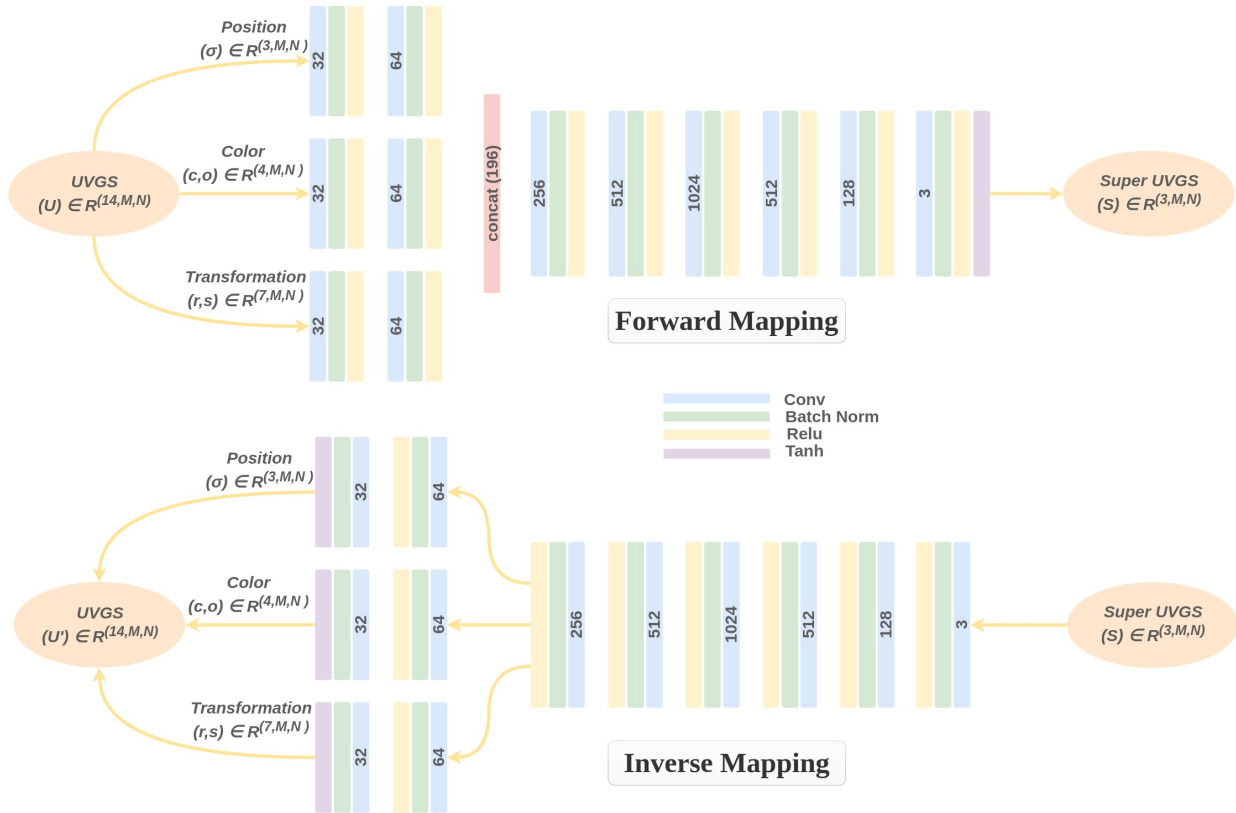 Position
(σ) ∈ R(3,M,N )
32
64
Color
(c,o) ∈ R(4,M,N )
32
64
UVGS
(U) ∈ R(14,M,N)
Transformation
(r,s) ∈ R(7,M,N )
32
64
concat (196)
256
512
1024
512
128
3
Super UVGS
(S) ∈ R(3,M,N)
Forward Mapping
Conv
Batch Norm
Relu
Tanh
Position
(σ) ∈ R(3,M,N )
32
64
Color
(c,o) ∈ R(4,M,N )
32
64
UVGS
(U') ∈ R(14,M,N)
Transformation
(r,s) ∈ R(7,M,N )
32
64
256
512
1024
512
128
3
Super UVGS
(S) ∈ R(3,M,N)
Inverse Mapping